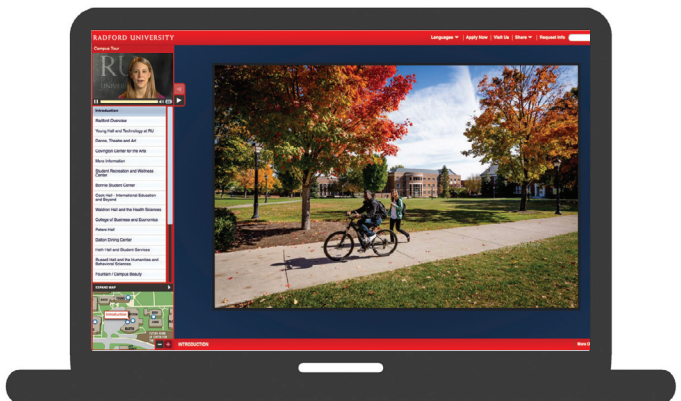 RADFORD UNIVERSITY
Languages | Apply Now | Visit Us | Share | Request Info
Campus Tour
RU
Introduction
Radford Overview
Young Hall and Technology at RU
Dance, Theatre and Art
Covington Center for the Arts
More Information
Student Recreation and Wellness
Center
Bonnie Student Center
Cook Hall - International Education
and Beyond
Waldron Hall and the Health Sciences
College of Business and Economics
Peters Hall
Dalton Dining Center
Heth Hall and Student Services
Russell Hall and the Humanities and
Behavioral Sciences
Fountain / Campus Beauty
EXPAND MAP
Introduction
INTRODUCTION